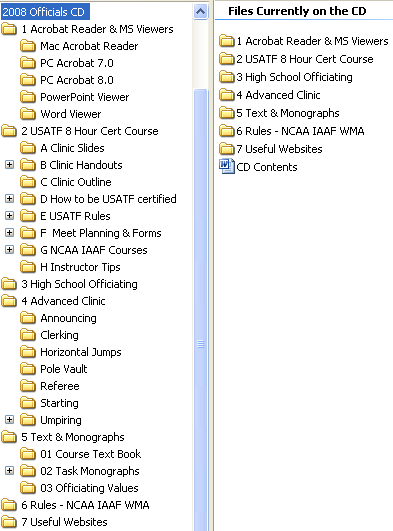 2008 Officials CD
1 Acrobat Reader & MS Viewers
Mac Acrobat Reader
PC Acrobat 7.0
PC Acrobat 8.0
PowerPoint Viewer
Word Viewer
2 USATF 8 Hour Cert Course
A Clinic Slides
B Clinic Handouts
C Clinic Outline
D How to be USATF certified
E USATF Rules
F Meet Planning & Forms
G NCAA IAAF Courses
H Instructor Tips
3 High School Officiating
4 Advanced Clinic
Announcing
Clerking
Horizontal Jumps
Pole Vault
Referee
Starting
Umpiring
5 Text & Monographs
01 Course Text Book
02 Task Monographs
03 Officiating Values
6 Rules - NCAA IAAF WMA
7 Useful Websites
Files Currently on the CD
1 Acrobat Reader & MS Viewers
2 USATF 8 Hour Cert Course
3 High School Officiating
4 Advanced Clinic
5 Text & Monographs
6 Rules - NCAA IAAF WMA
7 Useful Websites
CD Contents